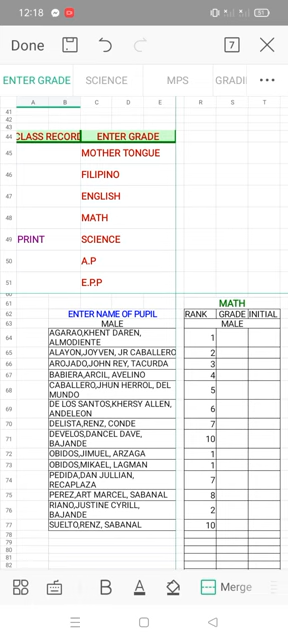 12:18
81
Done
7
ENTER GRADE SCIENCE MPS GRADI
A B C D E R S T
41
42
43
44 CLASS RECORD ENTER GRADE
45 MOTHER TONGUE
46 FILIPINO
47 ENGLISH
48 MATH
49 PRINT SCIENCE
50 A.P
51 E.P.P
60
61 MATH
62 ENTER NAME OF PUPIL RANK GRADE INITIAL
63 MALE MALE
64 AGARAO,KHENT DAREN, ALMODIENTE 1
65 ALAYON,JOYVEN, JR CABALLERO 2
66 AROJADO,JOHN REY, TACURDA 3
67 BABIERA,ARCIL, AVELINO 4
68 CABALLERO,JHUN HERROL, DEL MUNDO 5
69 DE LOS SANTOS,KHERSY ALLEN, ANDELEON 6
70 DELISTA,RENZ, CONDE 7
71 DEVELOS,DANCEL DAVE, BAJANDE 10
72 OBIDOS,JIMUEL, ARZAGA 1
73 OBIDOS,MIKAEL, LAGMAN 1
74 PEDIDA,DAN JULLIAN, RECAPLAZA 7
75 PEREZ,ART MARCEL, SABANAL 8
76 RIANO,JUSTINE CYRILL, BAJANDE 2
77 SUELTO,RENZ, SABANAL 10
78
79
80
81
82
B A Merge